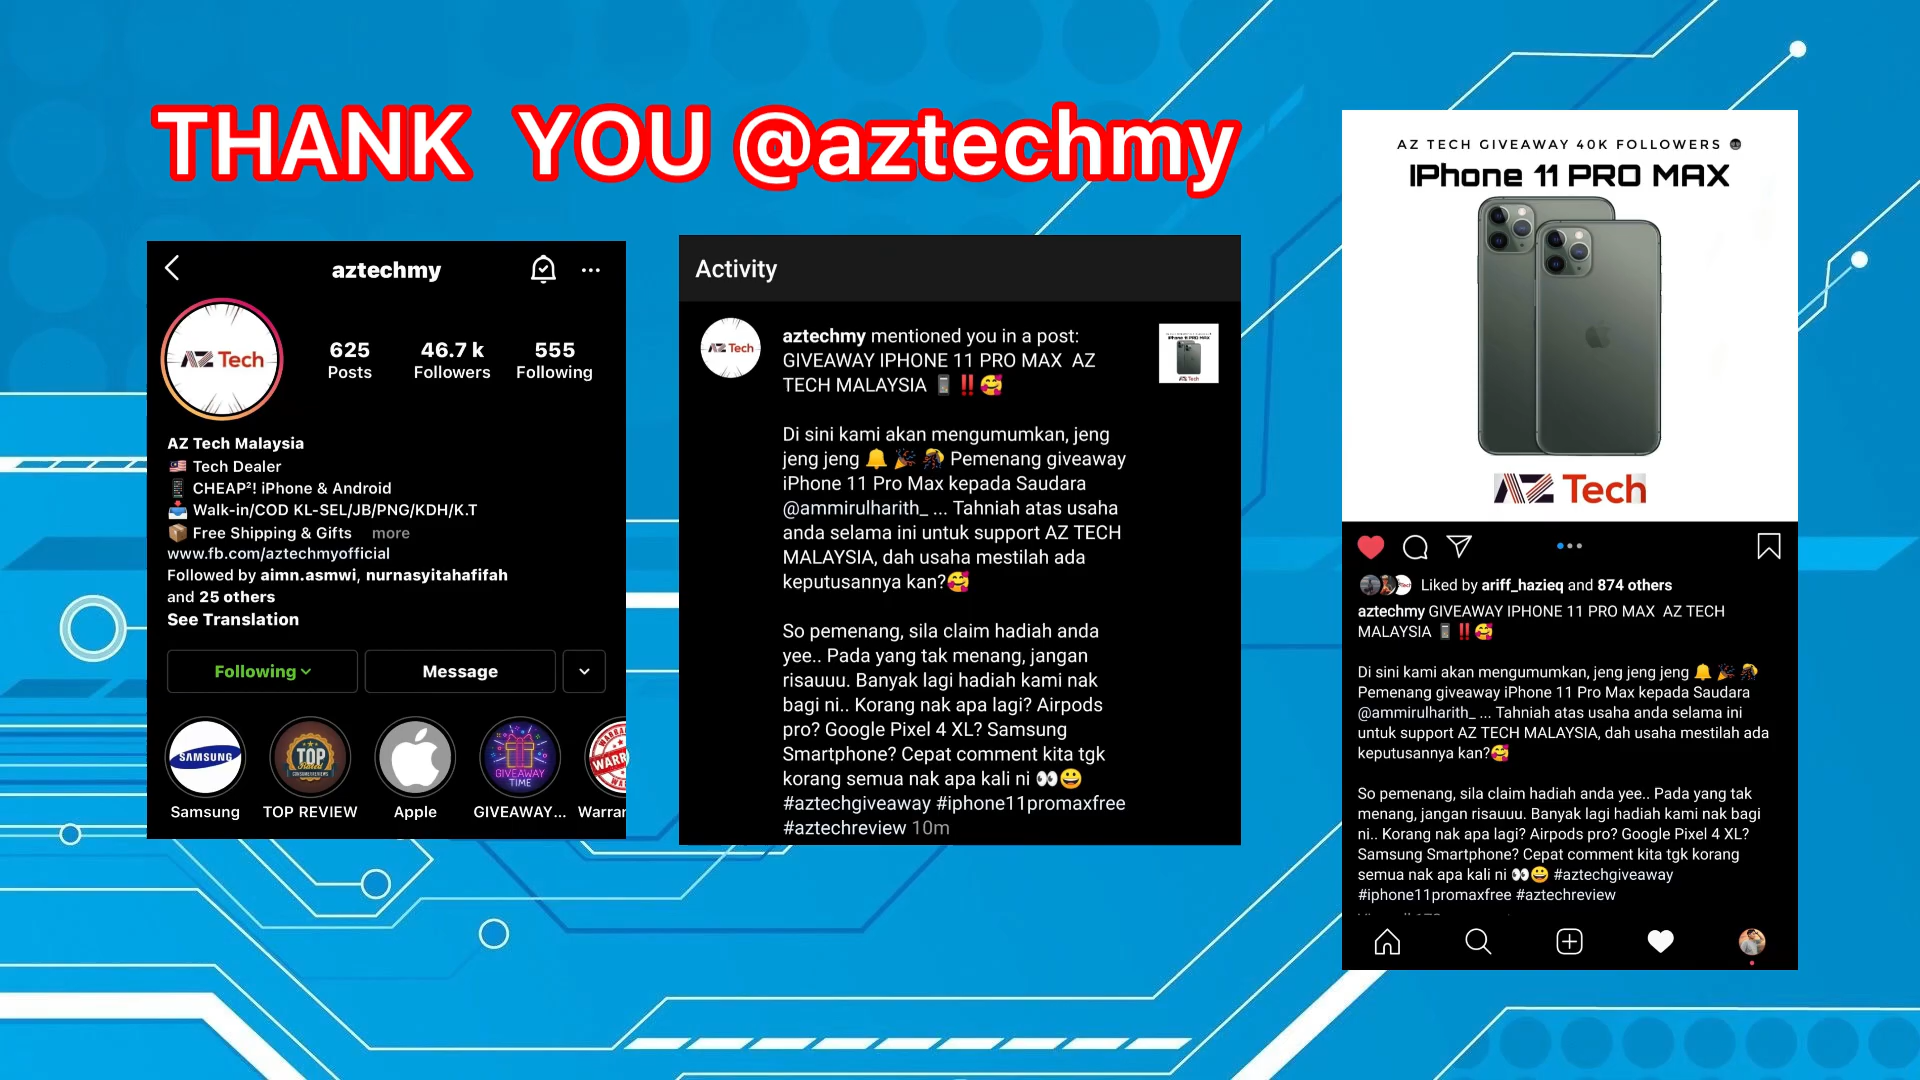 THANK YOU @aztechmy
aztechmy
AZ Tech
625
Posts
46.7 k
Followers
555
Following
AZ Tech Malaysia
🇲🇾 Tech Dealer
📱 CHEAP²! iPhone & Android
📥 Walk-in/COD KL-SEL/JB/PNG/KDH/K.T
📦 Free Shipping & Gifts more
www.fb.com/aztechmyofficial
Followed by aimn.asmwi, nurnasyitahafifah
and 25 others
See Translation
Following
Message
SAMSUNG
TOP
GIVEAWAY
TIME
WARR
Samsung
TOP REVIEW
Apple
GIVEAWAY...
Warran
Activity
AZ Tech
aztechmy mentioned you in a post:
GIVEAWAY IPHONE 11 PRO MAX AZ
TECH MALAYSIA 📱‼️🥰
iPhone 11 PRO MAX
AZ Tech
Di sini kami akan mengumumkan, jeng
jeng jeng 🔔 🎉 🎊 Pemenang giveaway
iPhone 11 Pro Max kepada Saudara
@ammirulharith_ ... Tahniah atas usaha
anda selama ini untuk support AZ TECH
MALAYSIA, dah usaha mestilah ada
keputusannya kan?🥰
So pemenang, sila claim hadiah anda
yee.. Pada yang tak menang, jangan
risauuu. Banyak lagi hadiah kami nak
bagi ni.. Korang nak apa lagi? Airpods
pro? Google Pixel 4 XL? Samsung
Smartphone? Cepat comment kita tgk
korang semua nak apa kali ni 👀😀
#aztechgiveaway #iphone11promaxfree
#aztechreview 10m
AZ TECH GIVEAWAY 40K FOLLOWERS
IPhone 11 PRO MAX
AZ Tech
Liked by ariff_hazieq and 874 others
aztechmy GIVEAWAY IPHONE 11 PRO MAX AZ TECH
MALAYSIA 📱‼️🥰
Di sini kami akan mengumumkan, jeng jeng jeng 🔔 🎉 🎊
Pemenang giveaway iPhone 11 Pro Max kepada Saudara
@ammirulharith_ ... Tahniah atas usaha anda selama ini
untuk support AZ TECH MALAYSIA, dah usaha mestilah ada
keputusannya kan?🥰
So pemenang, sila claim hadiah anda yee.. Pada yang tak
menang, jangan risauuu. Banyak lagi hadiah kami nak bagi
ni.. Korang nak apa lagi? Airpods pro? Google Pixel 4 XL?
Samsung Smartphone? Cepat comment kita tgk korang
semua nak apa kali ni 👀😀 #aztechgiveaway
#iphone11promaxfree #aztechreview